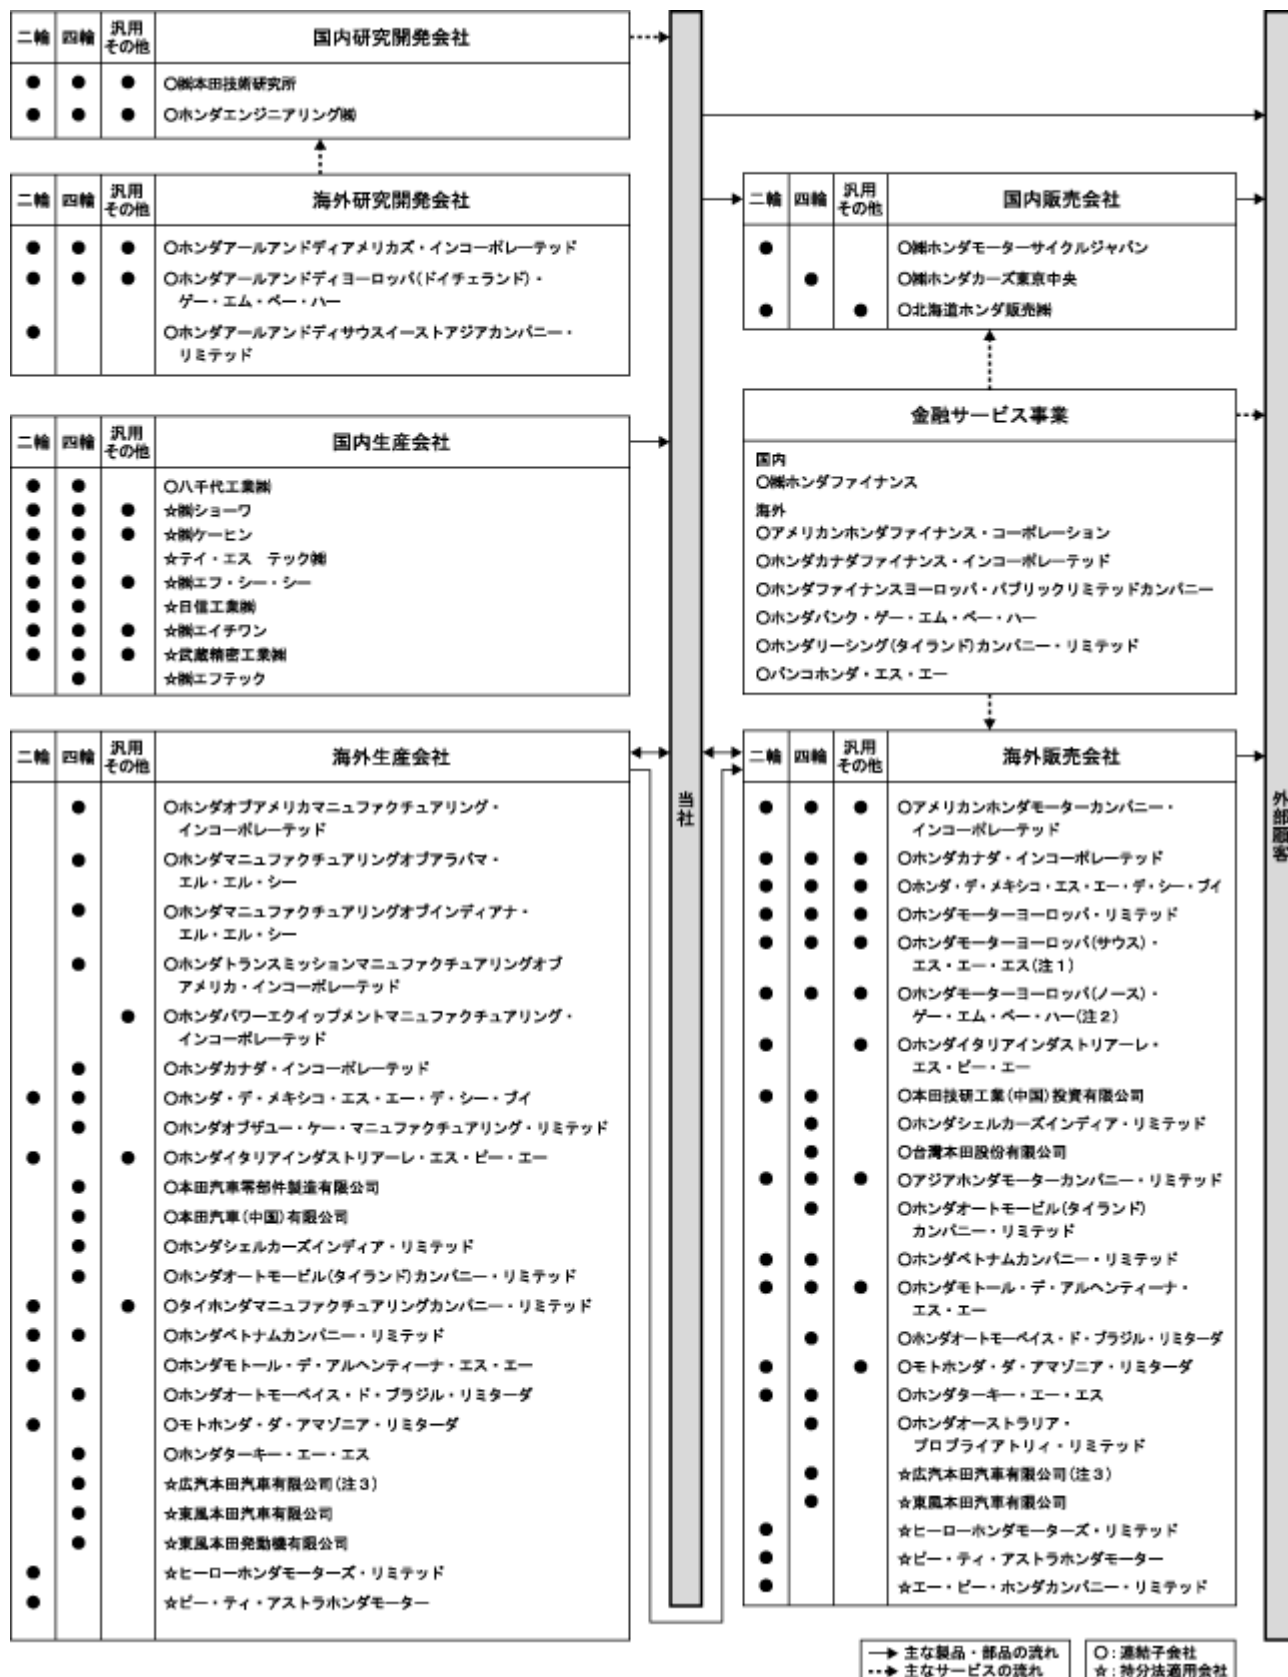 二輪 四輪 汎用その他 国内研究開発会社
○㈱本田技術研究所
○ホンダエンジニアリング㈱
二輪 四輪 汎用その他 海外研究開発会社
○ホンダアールアンドディアメリカズ・インコーポレーテッド
○ホンダアールアンドディヨーロッパ(ドイチェランド)・
ゲー・エム・ベー・ハー
○ホンダアールアンドディサウスイーストアジアカンパニー・
リミテッド
二輪 四輪 汎用その他 国内生産会社
○八千代工業㈱
☆㈱ショーワ
☆㈱ケーヒン
☆テイ・エス テック㈱
☆㈱エフ・シー・シー
☆日信工業㈱
☆㈱エイチワン
☆武蔵精密工業㈱
☆㈱エフテック
二輪 四輪 汎用その他 海外生産会社
○ホンダオブアメリカマニュファクチュアリング・
インコーポレーテッド
○ホンダマニュファクチュアリングオブアラバマ・
エル・エル・シー
○ホンダマニュファクチュアリングオブインディアナ・
エル・エル・シー
○ホンダトランスミッションマニュファクチュアリングオブ
アメリカ・インコーポレーテッド
○ホンダパワーエクイップメントマニュファクチュアリング・
インコーポレーテッド
○ホンダカナダ・インコーポレーテッド
○ホンダ・デ・メキシコ・エス・エー・デ・シー・ブイ
○ホンダオブザユー・ケー・マニュファクチュアリング・リミテッド
○ホンダイタリアインダストリアーレ・エス・ピー・エー
○本田汽車零部件製造有限公司
○本田汽車(中国)有限公司
○ホンダシェルカーズインディア・リミテッド
○ホンダオートモービル(タイランド)カンパニー・リミテッド
○タイホンダマニュファクチュアリングカンパニー・リミテッド
○ホンダベトナムカンパニー・リミテッド
○ホンダモトール・デ・アルヘンティーナ・エス・エー
○ホンダオートモーベイス・ド・ブラジル・リミターダ
○モトホンダ・ダ・アマゾニア・リミターダ
○ホンダターキー・エー・エス
☆広汽本田汽車有限公司(注3)
☆東風本田汽車有限公司
☆東風本田発動機有限公司
☆ヒーローホンダモーターズ・リミテッド
☆ピー・ティ・アストラホンダモーター
当社
二輪 四輪 汎用その他 国内販売会社
○㈱ホンダモーターサイクルジャパン
○㈱ホンダカーズ東京中央
○北海道ホンダ販売㈱
金融サービス事業
国内
○㈱ホンダファイナンス
海外
○アメリカンホンダファイナンス・コーポレーション
○ホンダカナダファイナンス・インコーポレーテッド
○ホンダファイナンスヨーロッパ・パブリックリミテッドカンパニー
○ホンダバンク・ゲー・エム・ベー・ハー
○ホンダリーシング(タイランド)カンパニー・リミテッド
○バンコホンダ・エス・エー
二輪 四輪 汎用その他 海外販売会社
○アメリカンホンダモーターカンパニー・
インコーポレーテッド
○ホンダカナダ・インコーポレーテッド
○ホンダ・デ・メキシコ・エス・エー・デ・シー・ブイ
○ホンダモーターヨーロッパ・リミテッド
○ホンダモーターヨーロッパ(サウス)・
エス・エー・エス(注1)
○ホンダモーターヨーロッパ(ノース)・
ゲー・エム・ベー・ハー(注2)
○ホンダイタリアインダストリアーレ・
エス・ピー・エー
○本田技研工業(中国)投資有限公司
○ホンダシェルカーズインディア・リミテッド
○台灣本田股份有限公司
○アジアホンダモーターカンパニー・リミテッド
○ホンダオートモービル(タイランド)
カンパニー・リミテッド
○ホンダベトナムカンパニー・リミテッド
○ホンダモトール・デ・アルヘンティーナ・
エス・エー
○ホンダオートモーベイス・ド・ブラジル・リミターダ
○モトホンダ・ダ・アマゾニア・リミターダ
○ホンダターキー・エー・エス
○ホンダオーストラリア・
プロプライアトリィ・リミテッド
☆広汽本田汽車有限公司(注3)
☆東風本田汽車有限公司
☆ヒーローホンダモーターズ・リミテッド
☆ピー・ティ・アストラホンダモーター
☆エー・ピー・ホンダカンパニー・リミテッド
外部顧客
主な製品・部品の流れ
主なサービスの流れ
○:連結子会社
☆:持分法適用会社